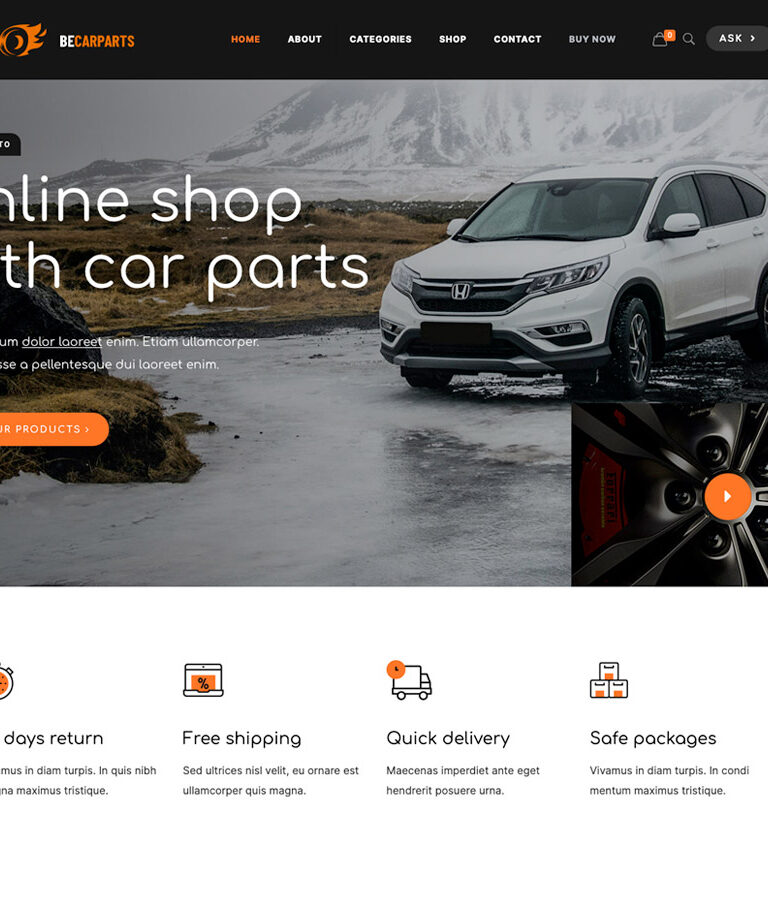 BECARPARTS
HOME ABOUT CATEGORIES SHOP CONTACT BUY NOW 0 ASK >
TO
nline shop
th car parts
um dolor laoreet enim. Etiam ullamcorper.
sse a pellentesque dui laoreet enim.
UR PRODUCTS >
Ferrari
%
days return
Free shipping
Quick delivery
Safe packages
mus in diam turpis. In quis nibh
gna maximus tristique.
Sed ultrices nisl velit, eu ornare est
ullamcorper quis magna.
Maecenas imperdiet ante eget
hendrerit posuere urna.
Vivamus in diam turpis. In condi
mentum maximus tristique.